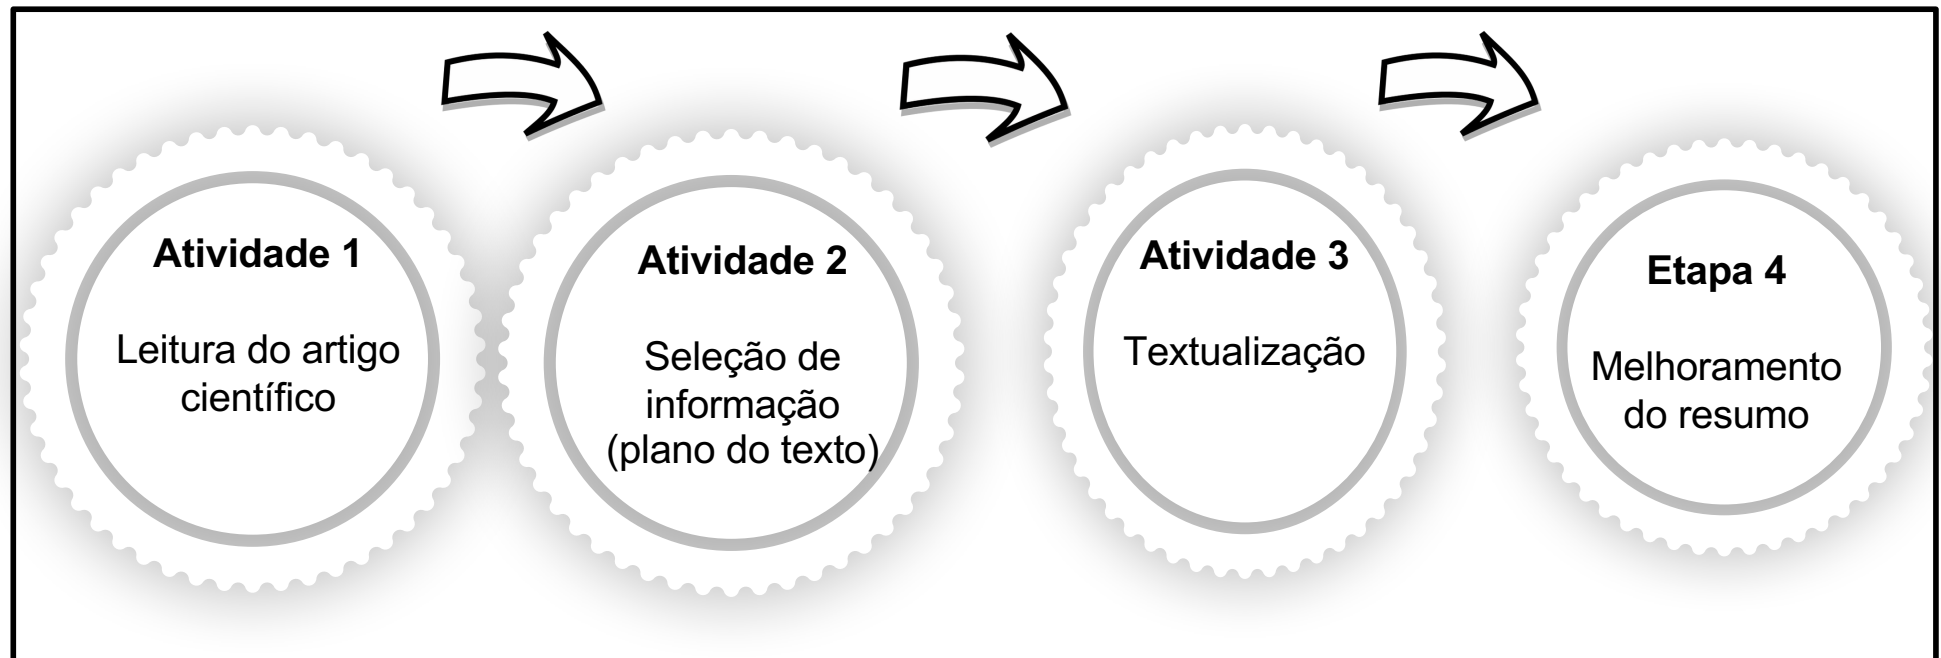 Atividade 1
Leitura do artigo
científico
Atividade 2
Seleção de
informação
(plano do texto)
Atividade 3
Textualização
Etapa 4
Melhoramento
do resumo